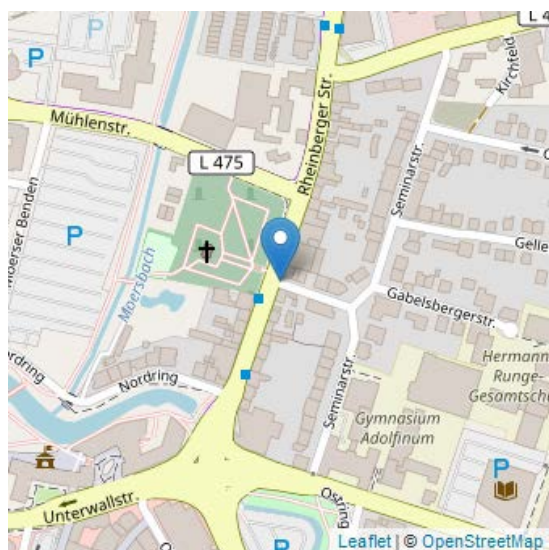 L 4
P
Kirchfeld
P
Mühlenstr.
Rheinberger Str.
L 475
Seminarstr.
G
Moerser Benden
P
Gelle
Moersbach
Gabelsbergerstr.
Nordring
Nordring
Hermann
Runge-
Gesamtsch
Seminarstr.
Gymnasium
Adolfinum
P
Unterwallstr.
Ostring
P
Leaflet | © OpenStreetMap